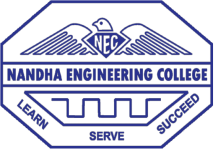 NEC
NANDHA ENGINEERING COLLEGE
LEARN
SERVE
SUCCEED